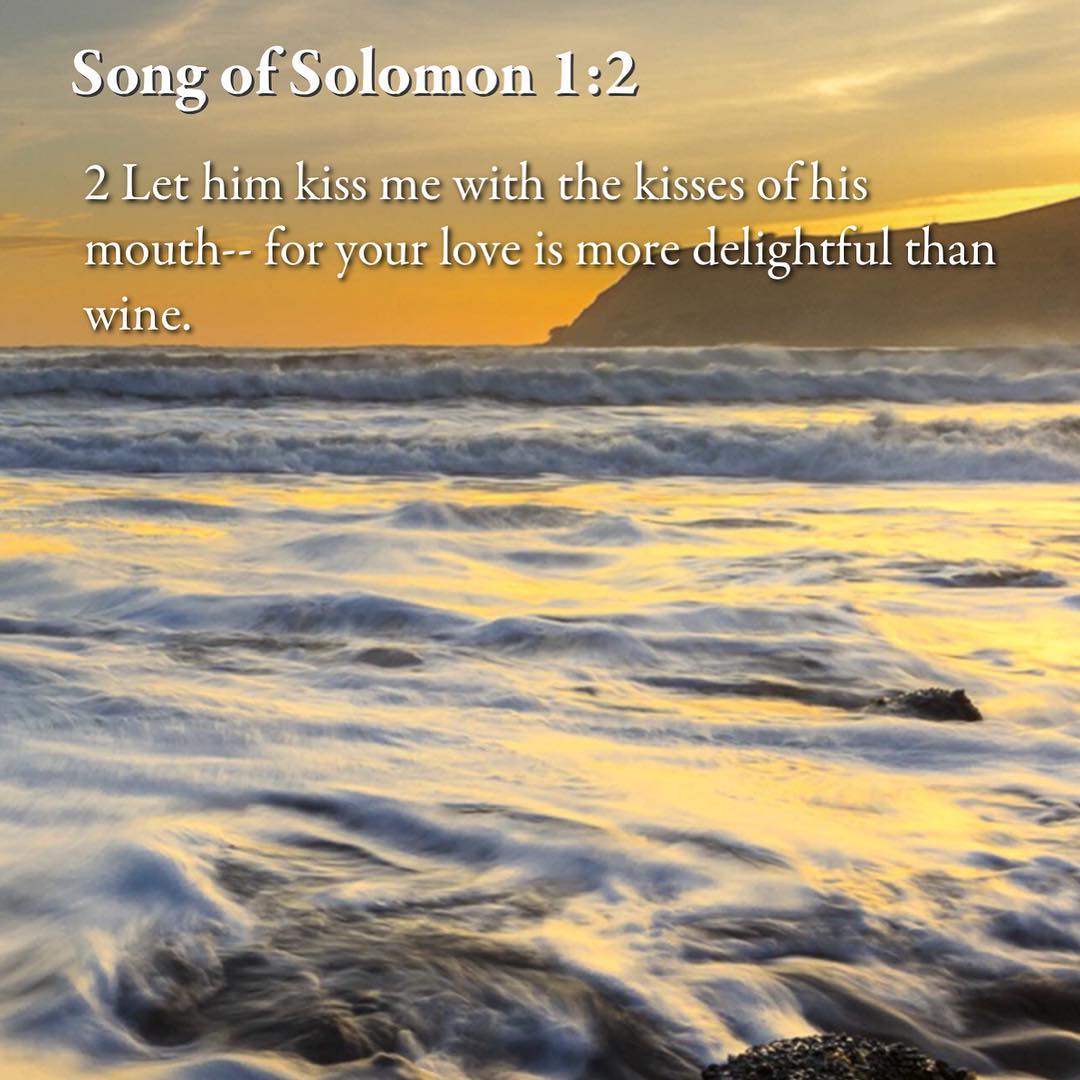 Song of Solomon 1:2
2 Let him kiss me with the kisses of his
mouth-- for your love is more delightful than
wine.